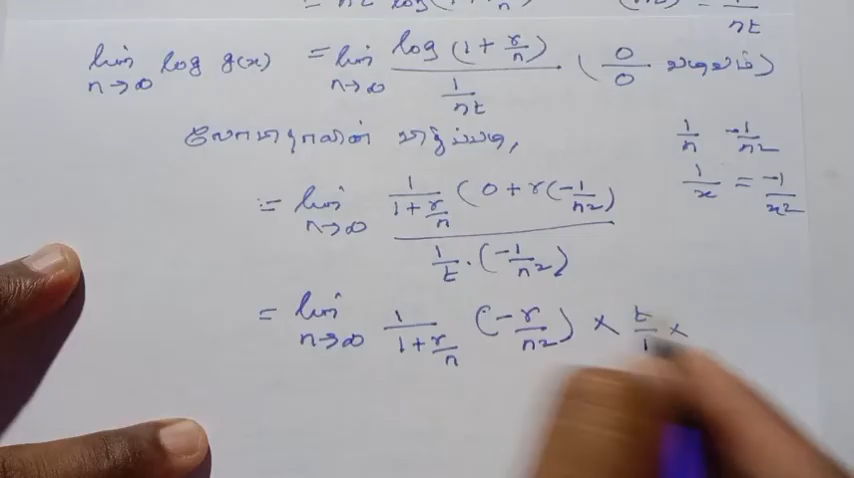 lim n→∞ log g(x) = lim n→∞ log (1 + r/n) / (1/nt) ( 0/0 வடிவம்)
லோபிதாலின் விதிப்படி,
1/n -1/n2
1/x = -1/x2
= lim n→∞ 1/(1 + r/n) (0 + r(-1/n2) / 1/t . (-1/n2)
= lim n→∞ 1/(1 + r/n) (-r/n2) × t/1 ×